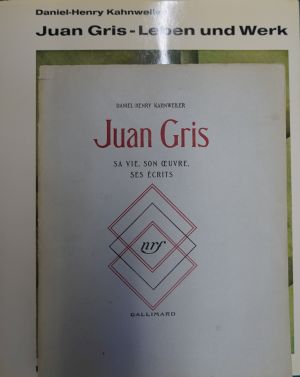 Daniel-Henry Kahnweiler
Juan Gris - Leben und Werk
DANIEL-HENRY KAHNWEILER
Juan Gris
SA VIE, SON ŒUVRE,
SES ÉCRITS
nrf
GALLIMARD